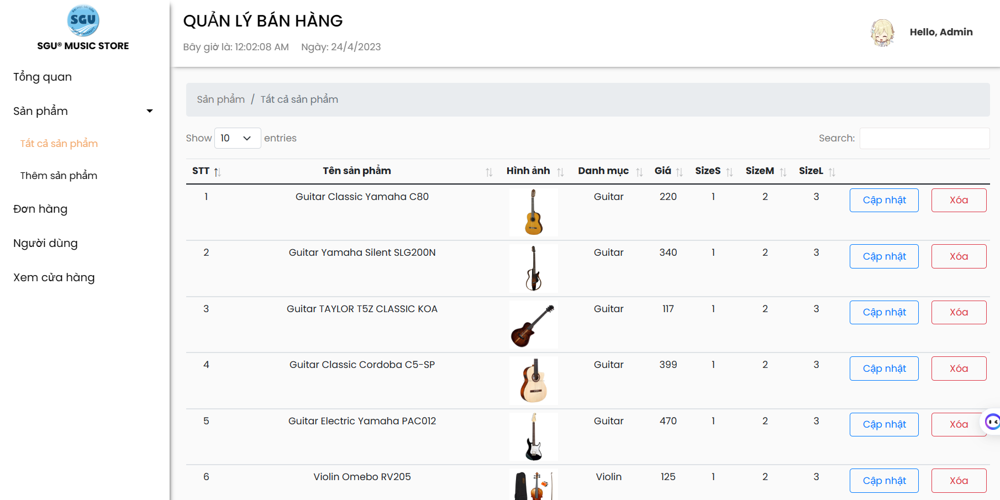 SGU
SGU® MUSIC STORE
Tổng quan
Sản phẩm
Tất cả sản phẩm
Thêm sản phẩm
Đơn hàng
Người dùng
Xem cửa hàng
QUẢN LÝ BÁN HÀNG
Bây giờ là: 12:02:08 AM Ngày: 24/4/2023
Hello, Admin
Sản phẩm / Tất cả sản phẩm
Show 10 entries
Search:
STT Tên sản phẩm Hình ảnh Danh mục Giá SizeS SizeM SizeL
1 Guitar Classic Yamaha C80 Guitar 220 1 2 3 Cập nhật Xóa
2 Guitar Yamaha Silent SLG200N Guitar 340 1 2 3 Cập nhật Xóa
3 Guitar TAYLOR T5Z CLASSIC KOA Guitar 117 1 2 3 Cập nhật Xóa
4 Guitar Classic Cordoba C5-SP Guitar 399 1 2 3 Cập nhật Xóa
5 Guitar Electric Yamaha PAC012 Guitar 470 1 2 3 Cập nhật Xóa
6 Violin Omebo RV205 Violin 125 1 2 3 Cập nhật Xóa